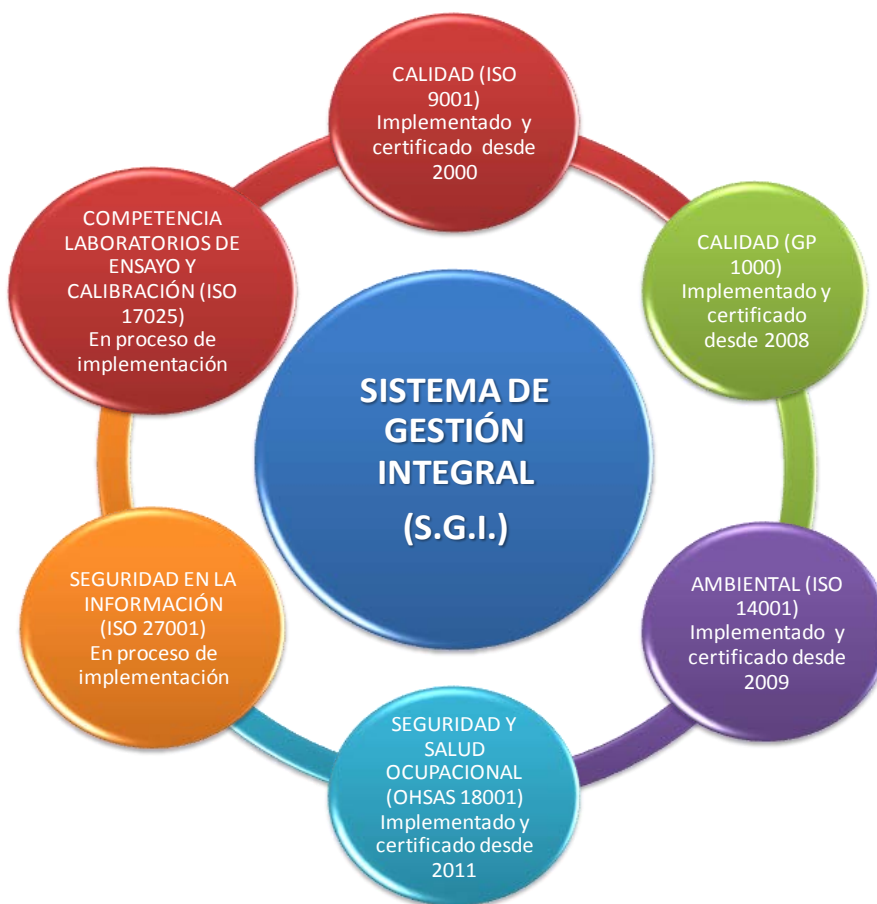 CALIDAD (ISO
9001)
Implementado y
certificado desde
2000
CALIDAD (GP
1000)
Implementado y
certificado
desde 2008
AMBIENTAL (ISO
14001)
Implementado y
certificado desde
2009
SEGURIDAD Y
SALUD
OCUPACIONAL
(OHSAS 18001)
Implementado y
certificado desde
2011
SEGURIDAD EN LA
INFORMACIÓN
(ISO 27001)
En proceso de
implementación
COMPETENCIA
LABORATORIOS DE
ENSAYO Y
CALIBRACIÓN (ISO
17025)
En proceso de
implementación
SISTEMA DE
GESTIÓN
INTEGRAL
(S.G.I.)